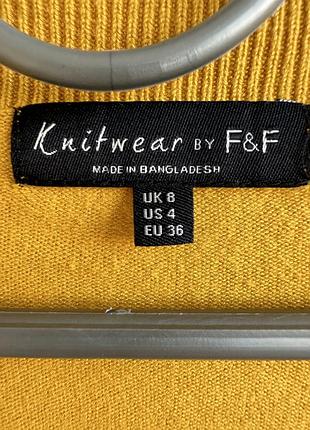 Knitwear BY F&F
MADE IN BANGLADESH
UK 8
US 4
EU 36